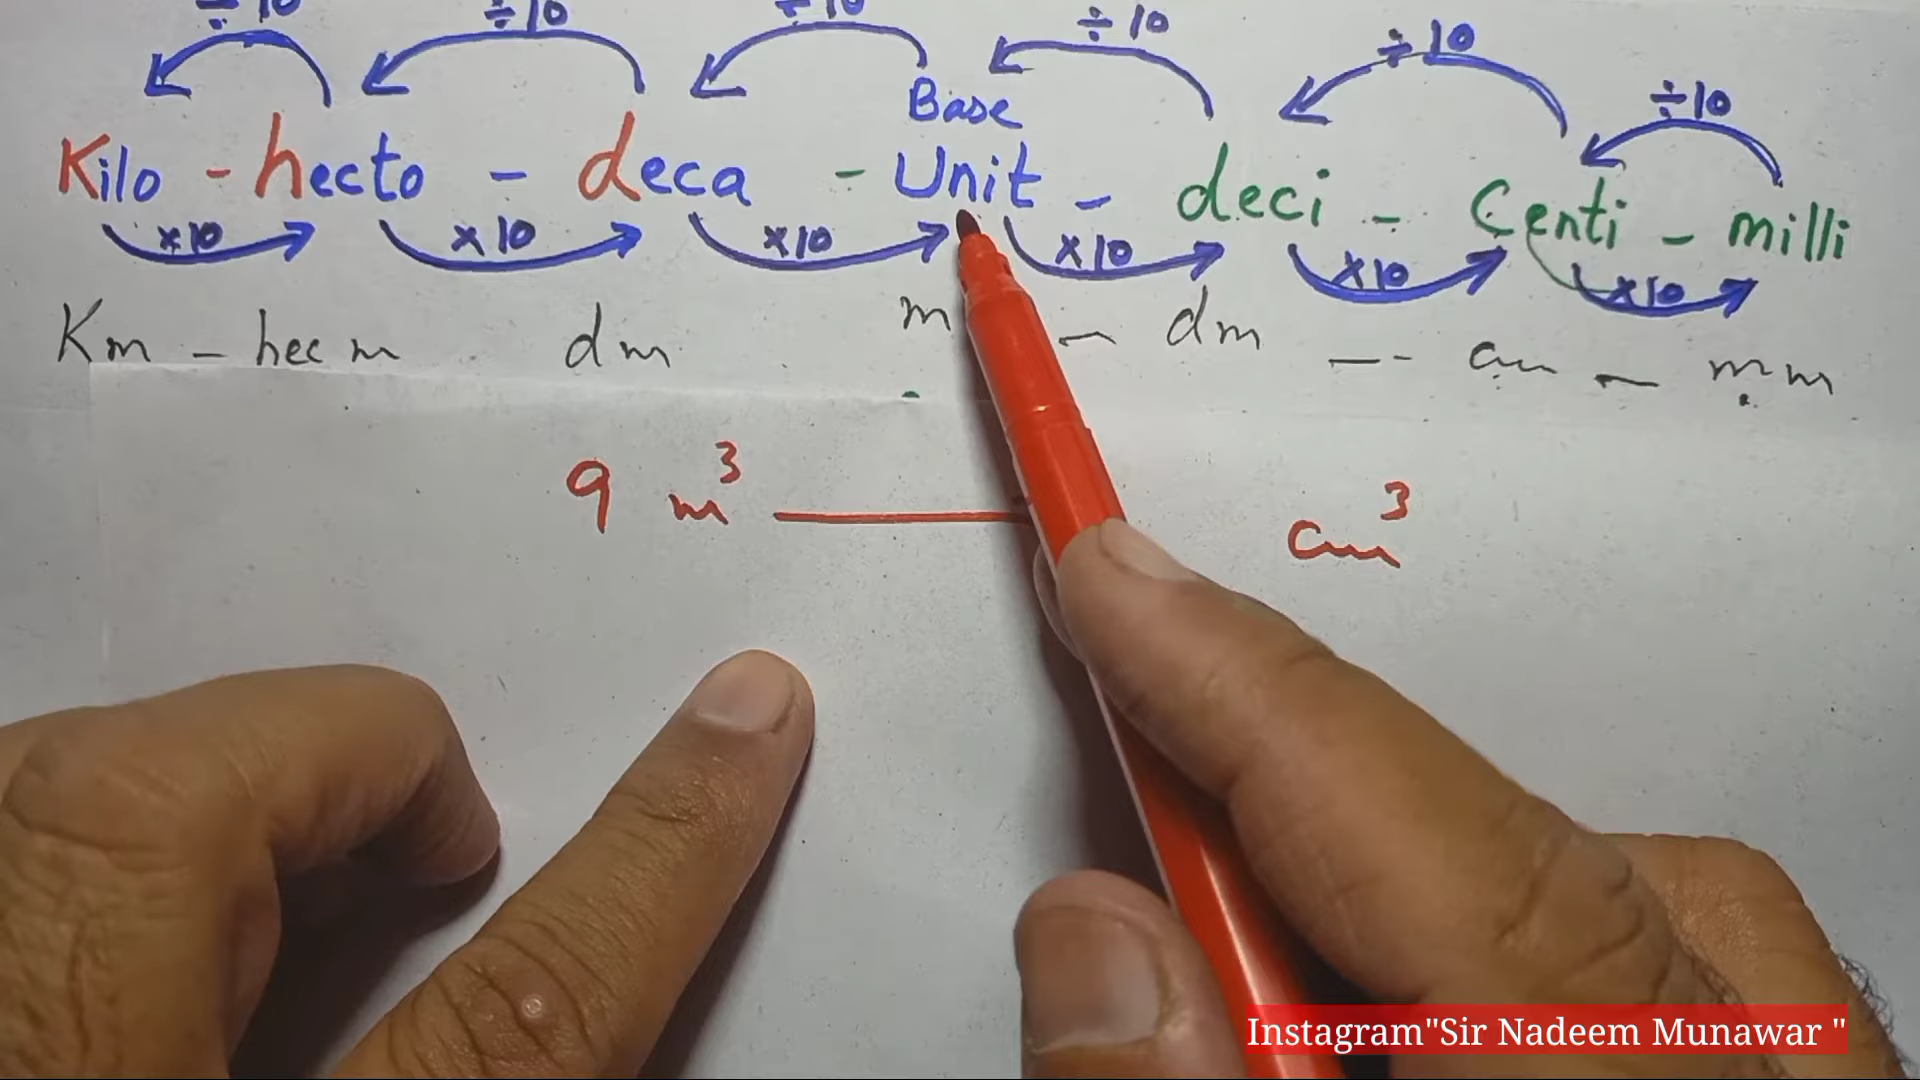 ÷10 ÷10 ÷10 ÷10 ÷10 ÷10
Base
Kilo - hecto - deca - Unit - deci - Centi - milli
×10 ×10 ×10 ×10 ×10 ×10
Km - hec m dm m - dm -- cm - mm
9 m³ cm³
Instagram"Sir Nadeem Munawar "